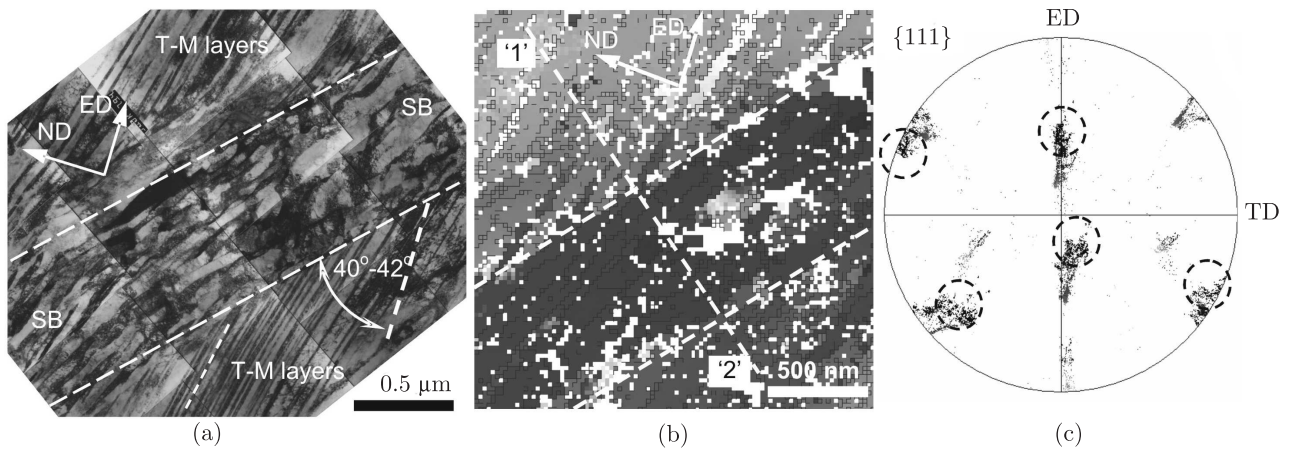 T-M layers
ED
ND
SB
40°-42°
SB
T-M layers
0.5 μm
(a)
'1'
ND
ED
'2'
500 nm
(b)
{111}
ED
TD
(c)